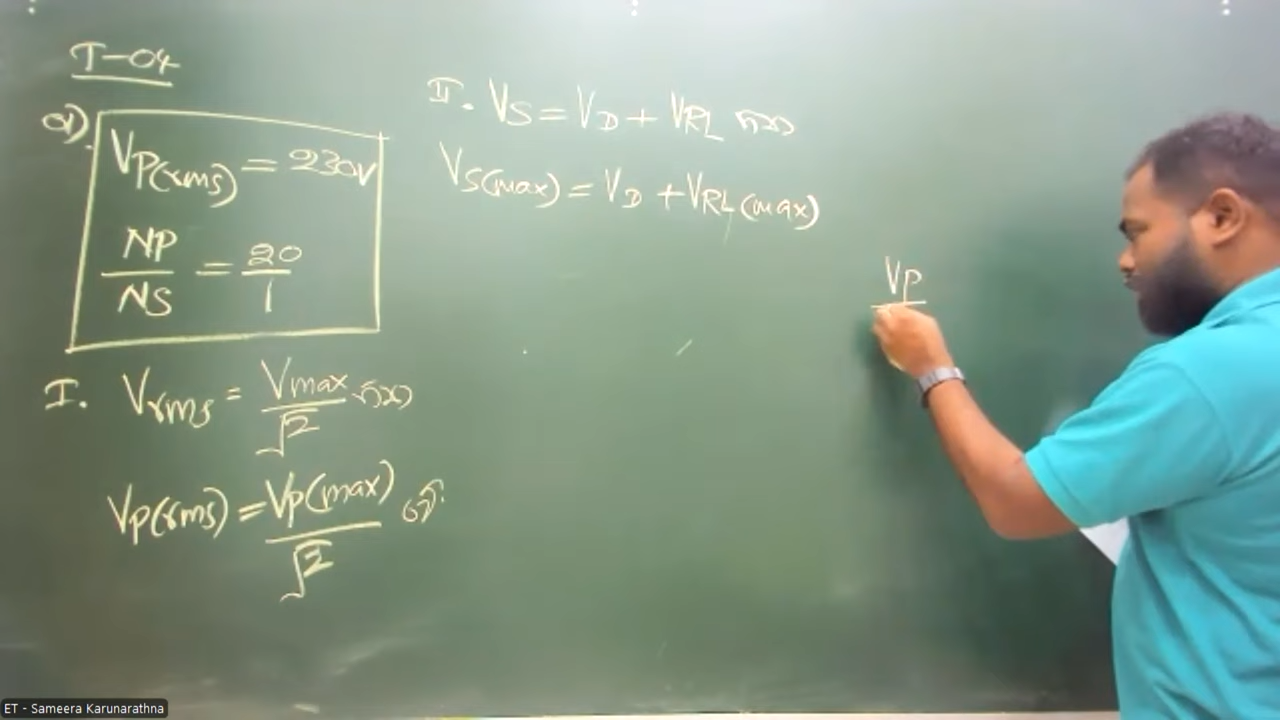 T-04
a).
Vp(rms) = 230V
NP/NS = 20/1
I. Vrms = Vmax/√2 නිසා
Vp(rms) = Vp(max)/√2 වේ.
II. VS = VD + VRL නිසා
VS(max) = VD + VRL(max)
VP
ET - Sameera Karunarathna